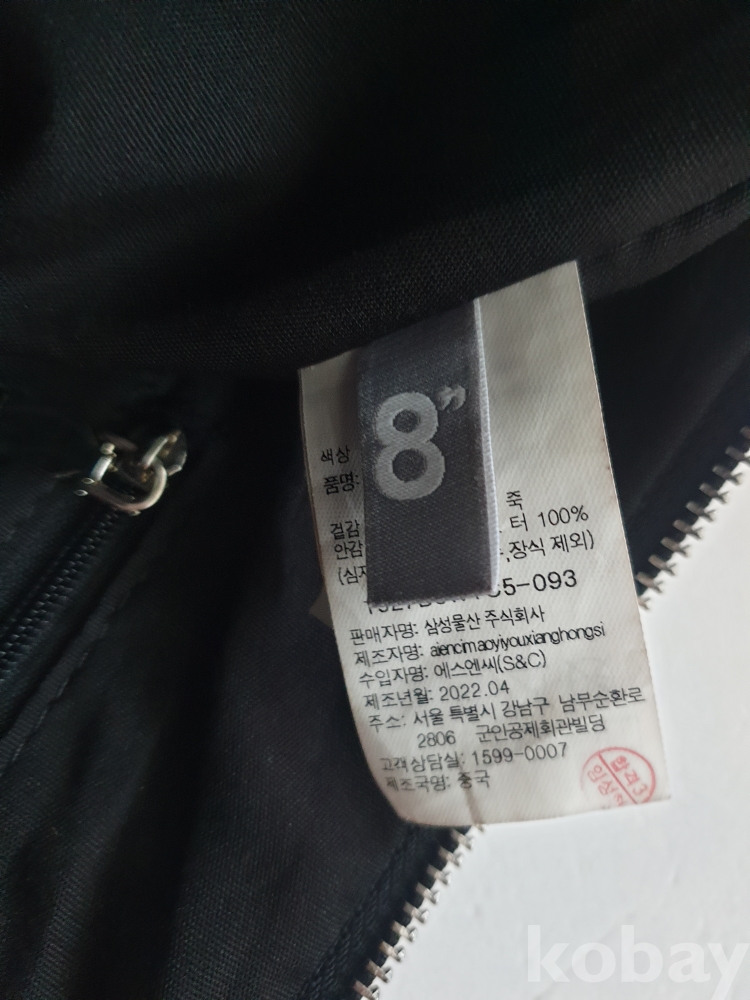 8
색상
품명:
죽
겉감 터 100%
안감 ,장식 제외)
(심지
5-093
판매자명: 삼성물산 주식회사
제조자명: aiencimaoyiyouxianghongsi
수입자명: 에스엔씨(S&C)
제조년월: 2022.04
주소: 서울 특별시 강남구 남부순환로
2806 군인공제회관빌딩
고객상담실: 1599-0007
제조국명: 중국
합격3
kobay